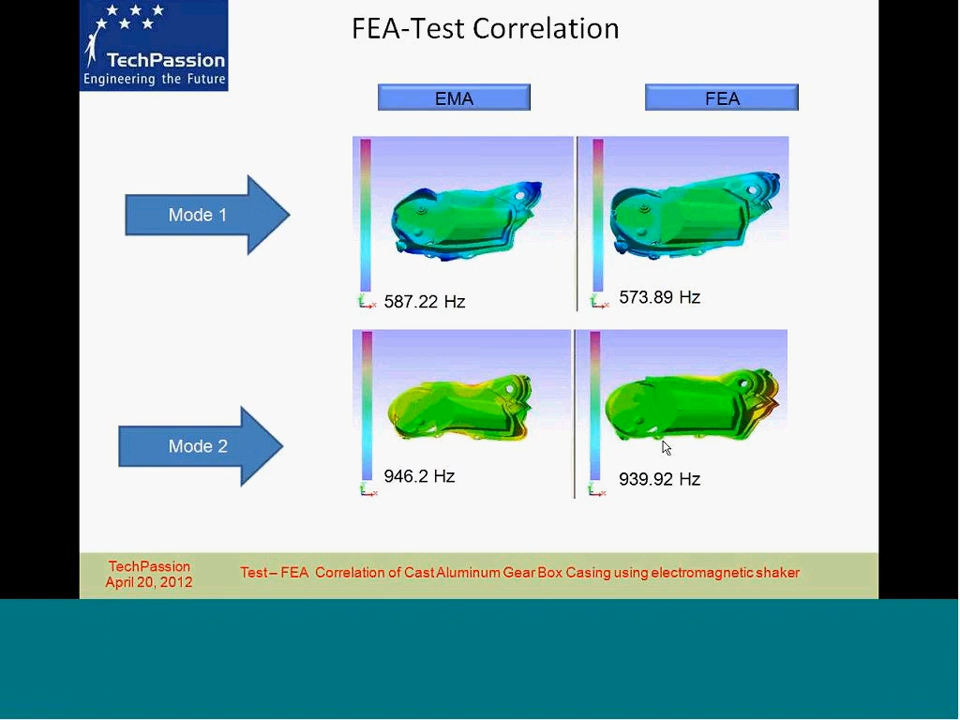 TechPassion
Engineering the Future
FEA-Test Correlation
EMA
FEA
Mode 1
587.22 Hz
573.89 Hz
Mode 2
946.2 Hz
939.92 Hz
TechPassion
April 20, 2012
Test – FEA Correlation of Cast Aluminum Gear Box Casing using electromagnetic shaker